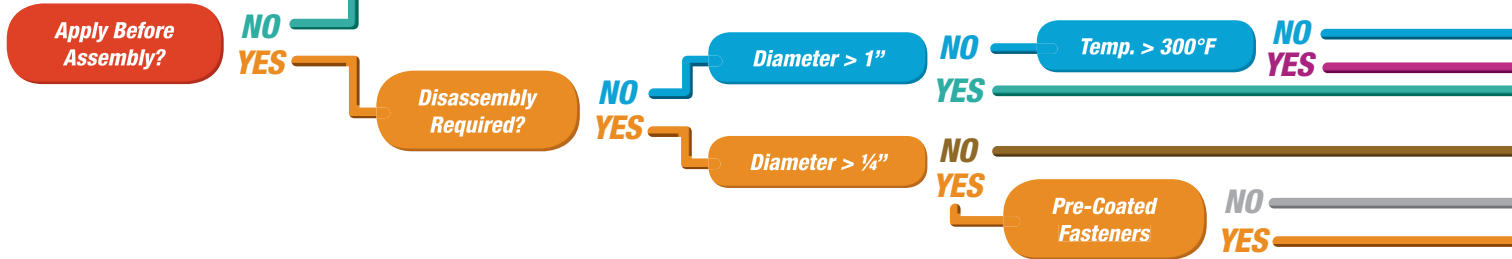 Apply Before
Assembly?
NO
YES
Disassembly
Required?
NO
YES
Diameter > 1”
NO
YES
Temp. > 300°F
NO
YES
Diameter > ¼”
NO
YES
Pre-Coated
Fasteners
NO
YES